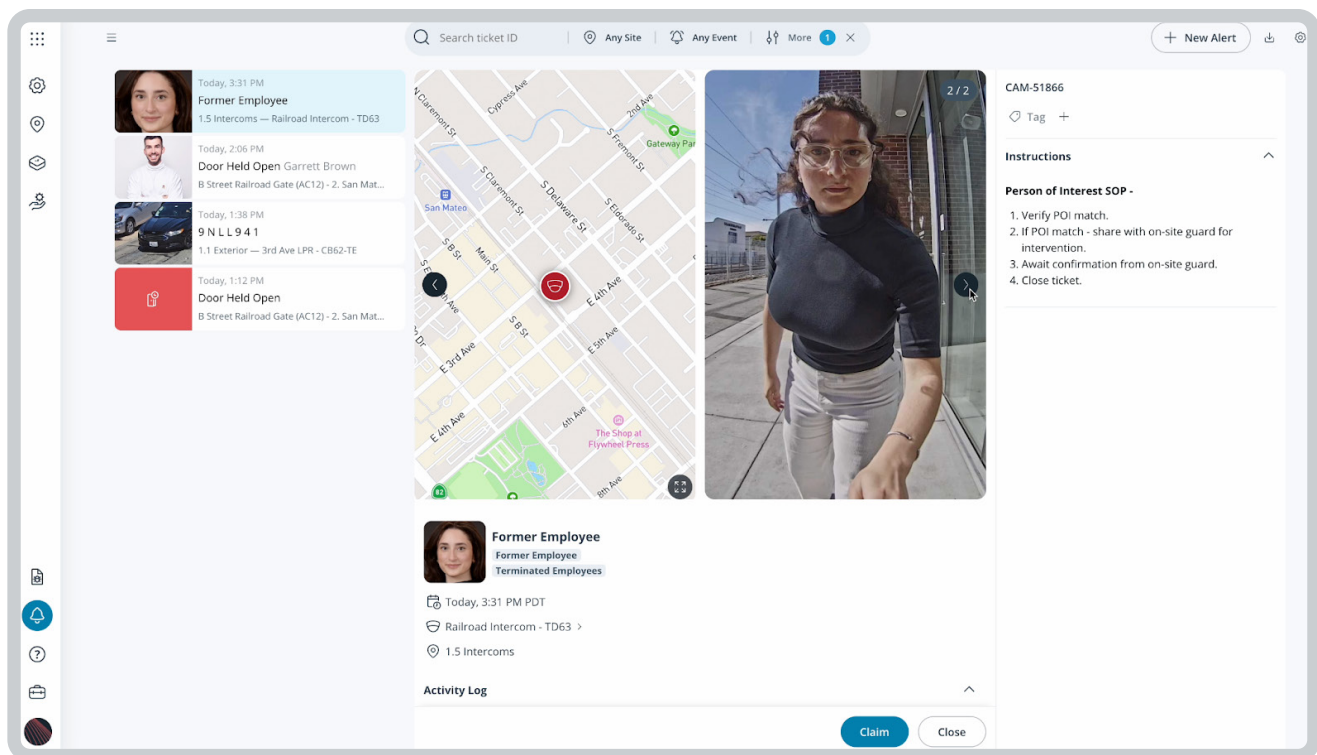 Search ticket ID
Any Site
Any Event
More 1
New Alert
Today, 3:31 PM
Former Employee
1.5 Intercoms — Railroad Intercom - TD63
Today, 2:06 PM
Door Held Open Garrett Brown
B Street Railroad Gate (AC12) - 2. San Mat...
Today, 1:38 PM
9 N L L 9 4 1
1.1 Exterior — 3rd Ave LPR - CB62-TE
Today, 1:12 PM
Door Held Open
B Street Railroad Gate (AC12) - 2. San Mat...
N Claremont St
Cypress Ave
2nd Ave
Gateway Par
S Fremont St
S Claremont St
San Mateo
S Delaware St
S Eldorado St
S B St
Main St
E 4th Ave
S B St
E 5th Ave
E 3rd Ave
6th Ave
The Shop at
Flywheel Press
E 4th Ave
82
8th Ave
2 / 2
Former Employee
Former Employee
Terminated Employees
Today, 3:31 PM PDT
Railroad Intercom - TD63
1.5 Intercoms
Activity Log
Claim
Close
CAM-51866
Tag
Instructions
Person of Interest SOP -
1. Verify POI match.
2. If POI match - share with on-site guard for
intervention.
3. Await confirmation from on-site guard.
4. Close ticket.